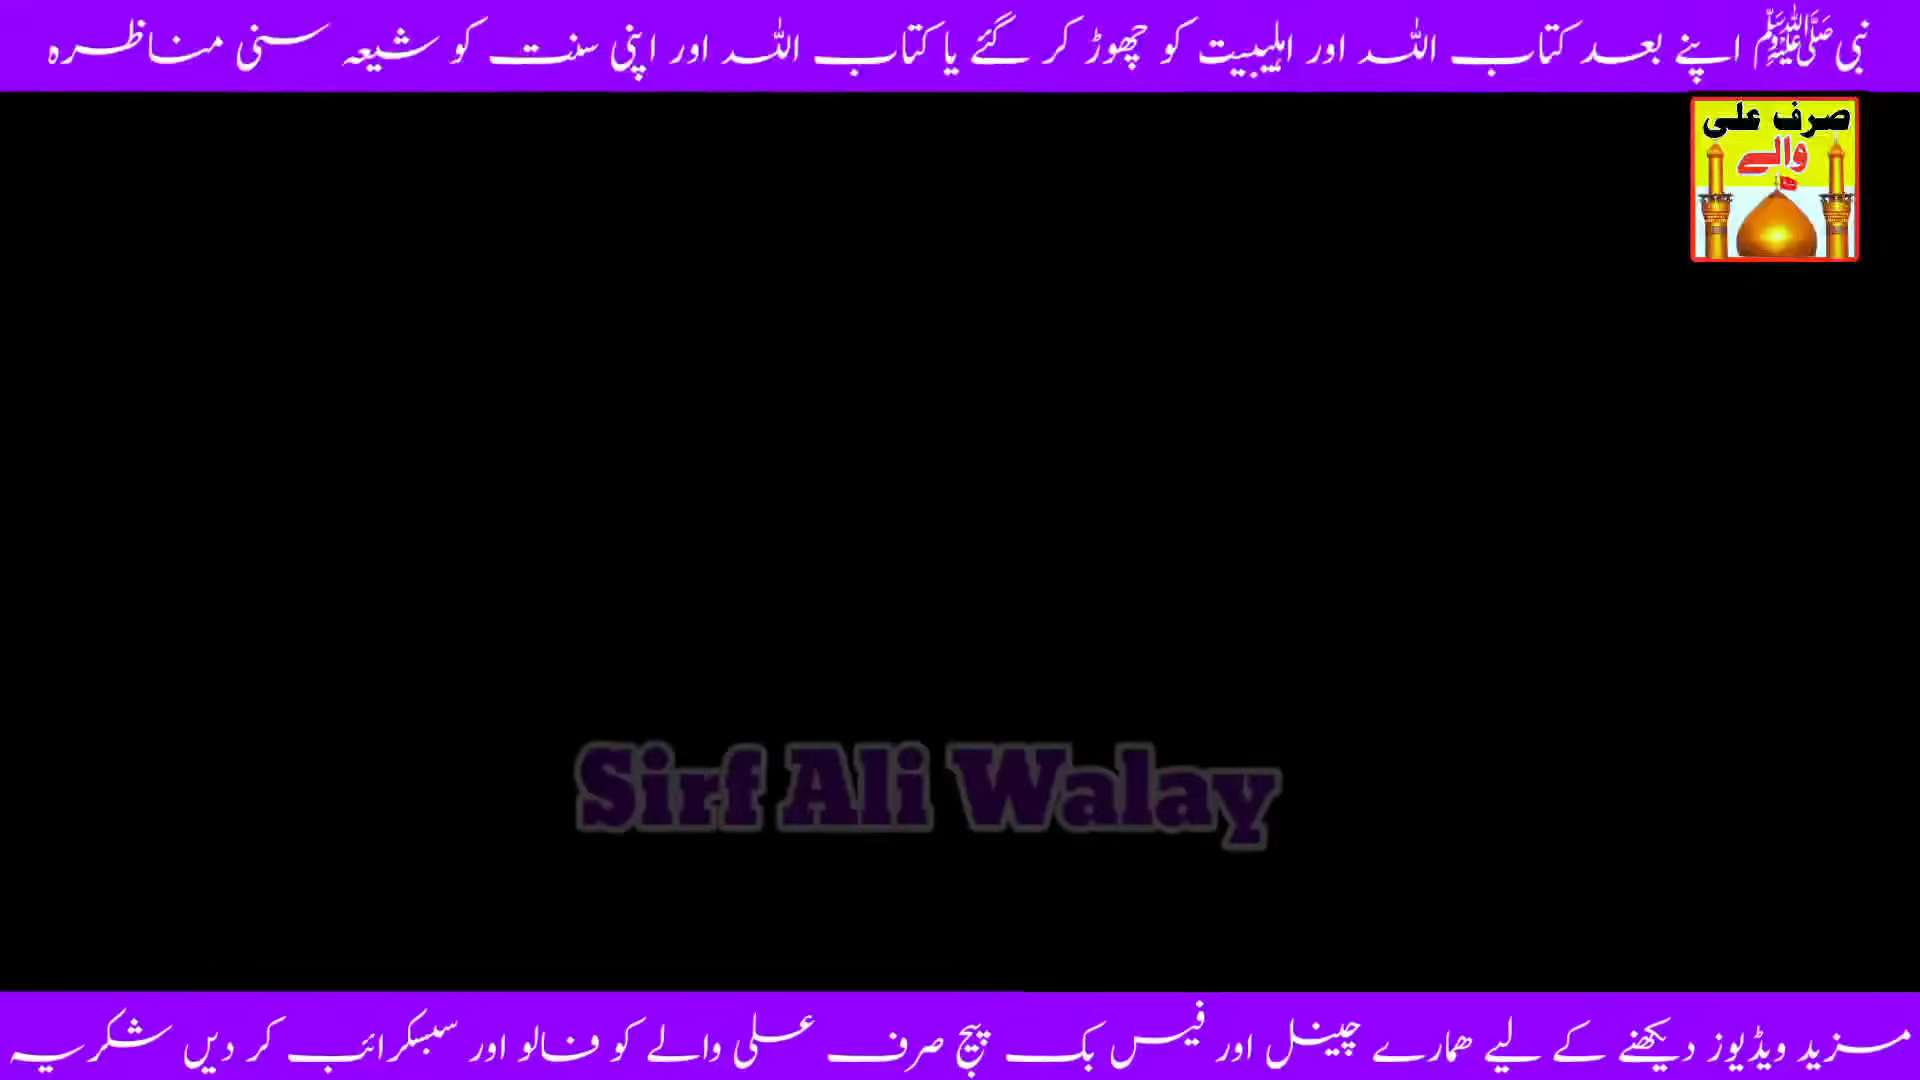 نبی ﷺ اپنے بعد کتاب اللہ اور اہلیبیت کو چھوڑ کر گئے یا کتاب اللہ اور اپنی سنت کو شیعہ سنی مناظرہ
صرف علی
والے
Sirf Ali Walay
مزید ویڈیوز دیکھنے کے لیے ھمارے چینل اور فیس بک پیج صرف علی والے کو فالو اور سبسکرائب کر دیں شکریہ